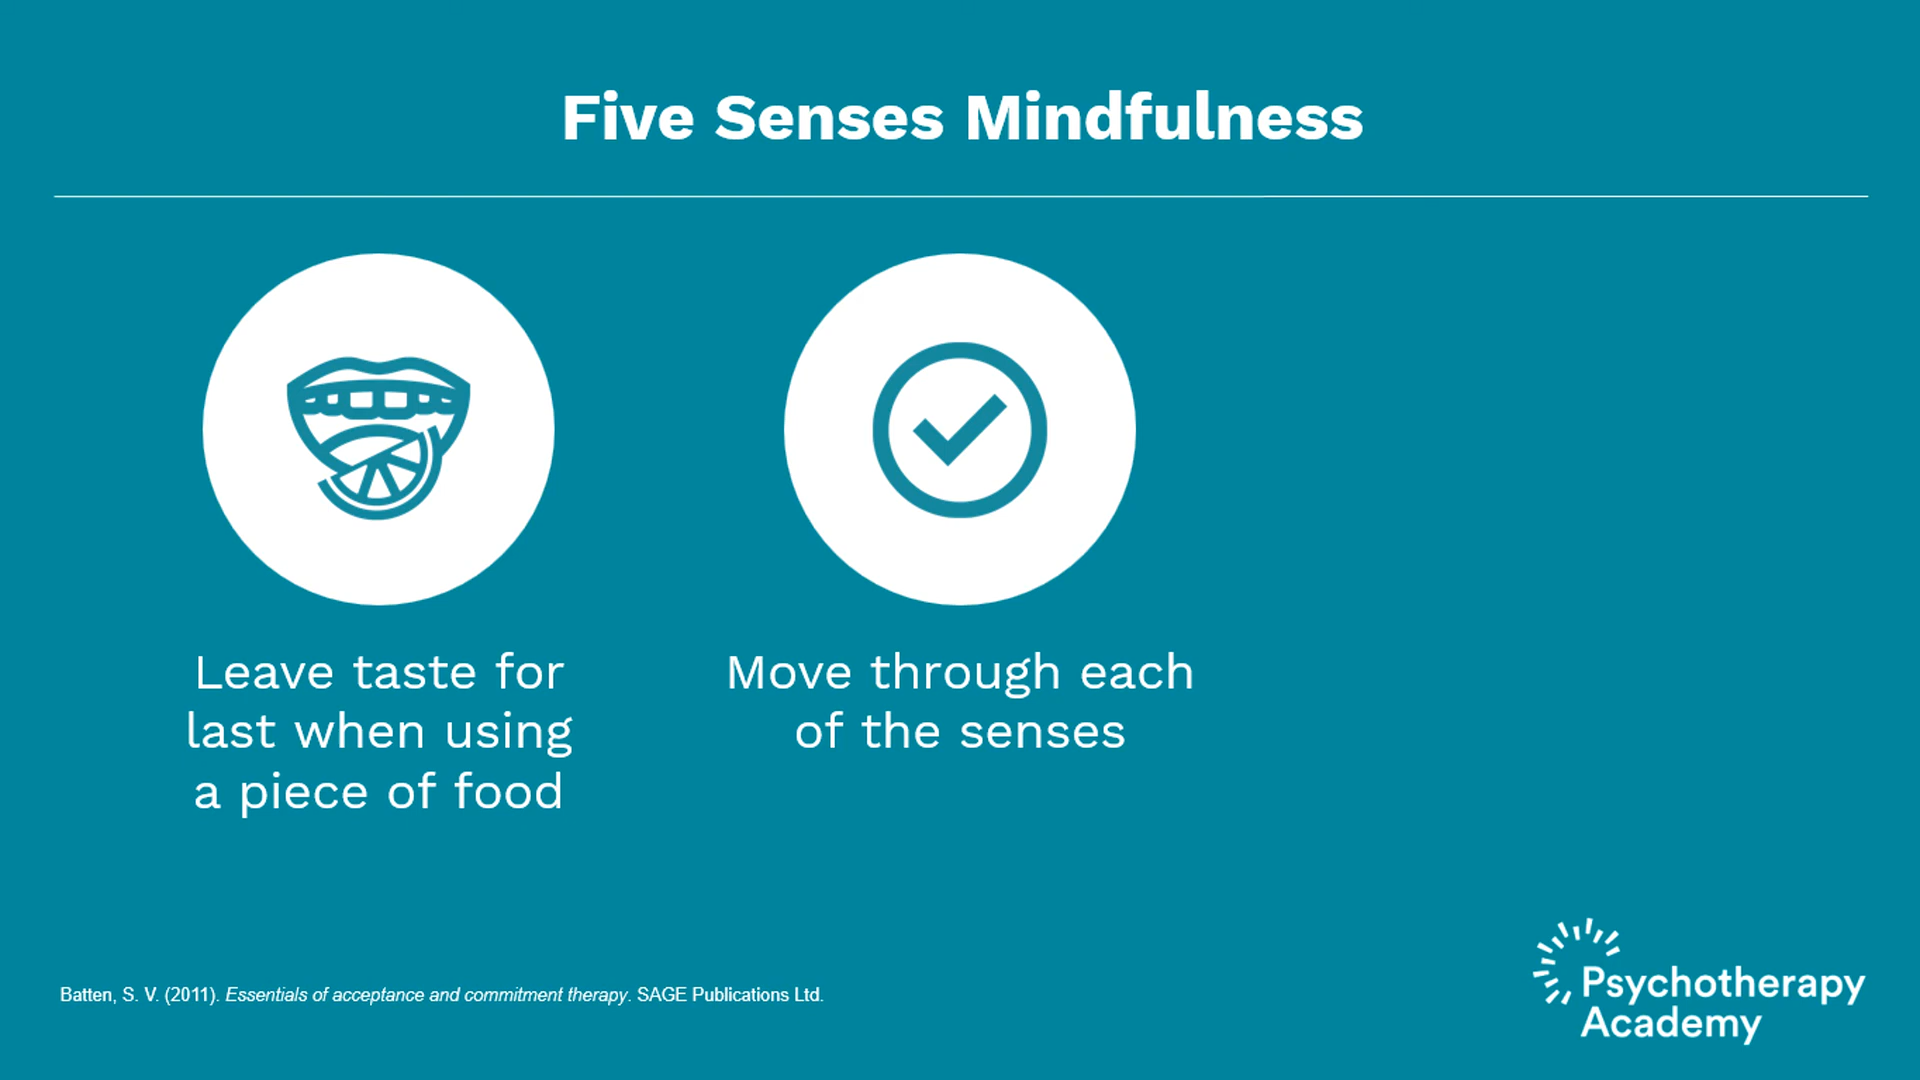 Five Senses Mindfulness
Leave taste for
last when using
a piece of food
Move through each
of the senses
Batten, S. V. (2011). Essentials of acceptance and commitment therapy. SAGE Publications Ltd.
Psychotherapy
Academy